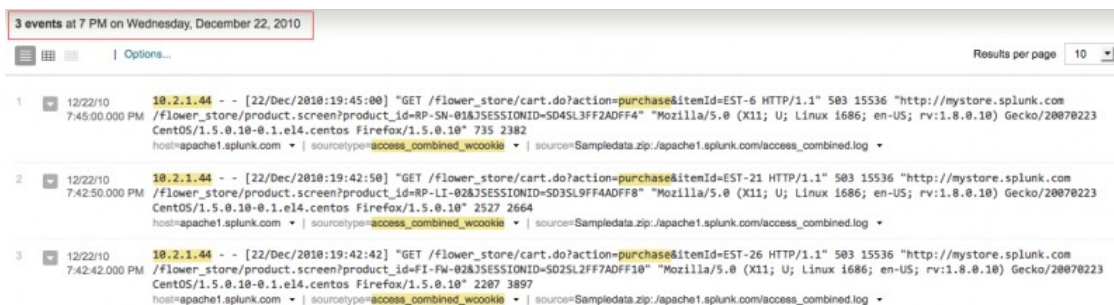 3 events at 7 PM on Wednesday, December 22, 2010
| Options...
Results per page 10
1 12/22/10 10.2.1.44 - - [22/Dec/2010:19:45:00] "GET /flower_store/cart.do?action=purchase&itemId=EST-6 HTTP/1.1" 503 15536 "http://mystore.splunk.com
7:45:00.000 PM /flower_store/product.screen?product_id=RP-SN-01&JSESSIONID=SD4SL3FF2ADFF4" "Mozilla/5.0 (X11; U; Linux i686; en-US; rv:1.8.0.10) Gecko/20070223
CentOS/1.5.0.10-0.1.el4.centos Firefox/1.5.0.10" 735 2382
host=apache1.splunk.com | sourcetype=access_combined_wcookie | source=Sampledata.zip:./apache1.splunk.com/access_combined.log
2 12/22/10 10.2.1.44 - - [22/Dec/2010:19:42:50] "GET /flower_store/cart.do?action=purchase&itemId=EST-21 HTTP/1.1" 503 15536 "http://mystore.splunk.com
7:42:50.000 PM /flower_store/product.screen?product_id=RP-LI-02&JSESSIONID=SD3SL9FF4ADFF8" "Mozilla/5.0 (X11; U; Linux i686; en-US; rv:1.8.0.10) Gecko/20070223
CentOS/1.5.0.10-0.1.el4.centos Firefox/1.5.0.10" 2527 2664
host=apache1.splunk.com | sourcetype=access_combined_wcookie | source=Sampledata.zip:./apache1.splunk.com/access_combined.log
3 12/22/10 10.2.1.44 - - [22/Dec/2010:19:42:42] "GET /flower_store/cart.do?action=purchase&itemId=EST-26 HTTP/1.1" 503 15536 "http://mystore.splunk.com
7:42:42.000 PM /flower_store/product.screen?product_id=FI-FW-02&JSESSIONID=SD2SL2FF7ADFF10" "Mozilla/5.0 (X11; U; Linux i686; en-US; rv:1.8.0.10) Gecko/20070223
CentOS/1.5.0.10-0.1.el4.centos Firefox/1.5.0.10" 2207 3897
host=apache1.splunk.com | sourcetype=access_combined_wcookie | source=Sampledata.zip:./apache1.splunk.com/access_combined.log